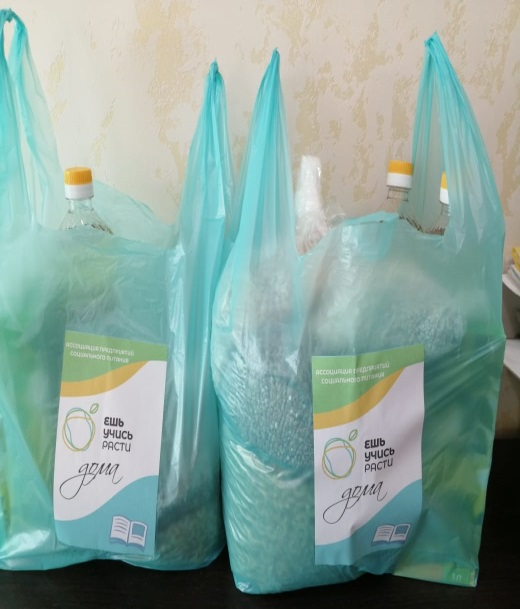 АССОЦИАЦИЯ ПРЕДПРИЯТИЙ
СОЦИАЛЬНОГО ПИТАНИЯ
ЕШЬ
УЧИСЬ
РАСТИ
дома
АССОЦИАЦИЯ ПРЕДПРИЯТИЙ
СОЦИАЛЬНОГО ПИТАНИЯ
ЕШЬ
УЧИСЬ
РАСТИ
дома